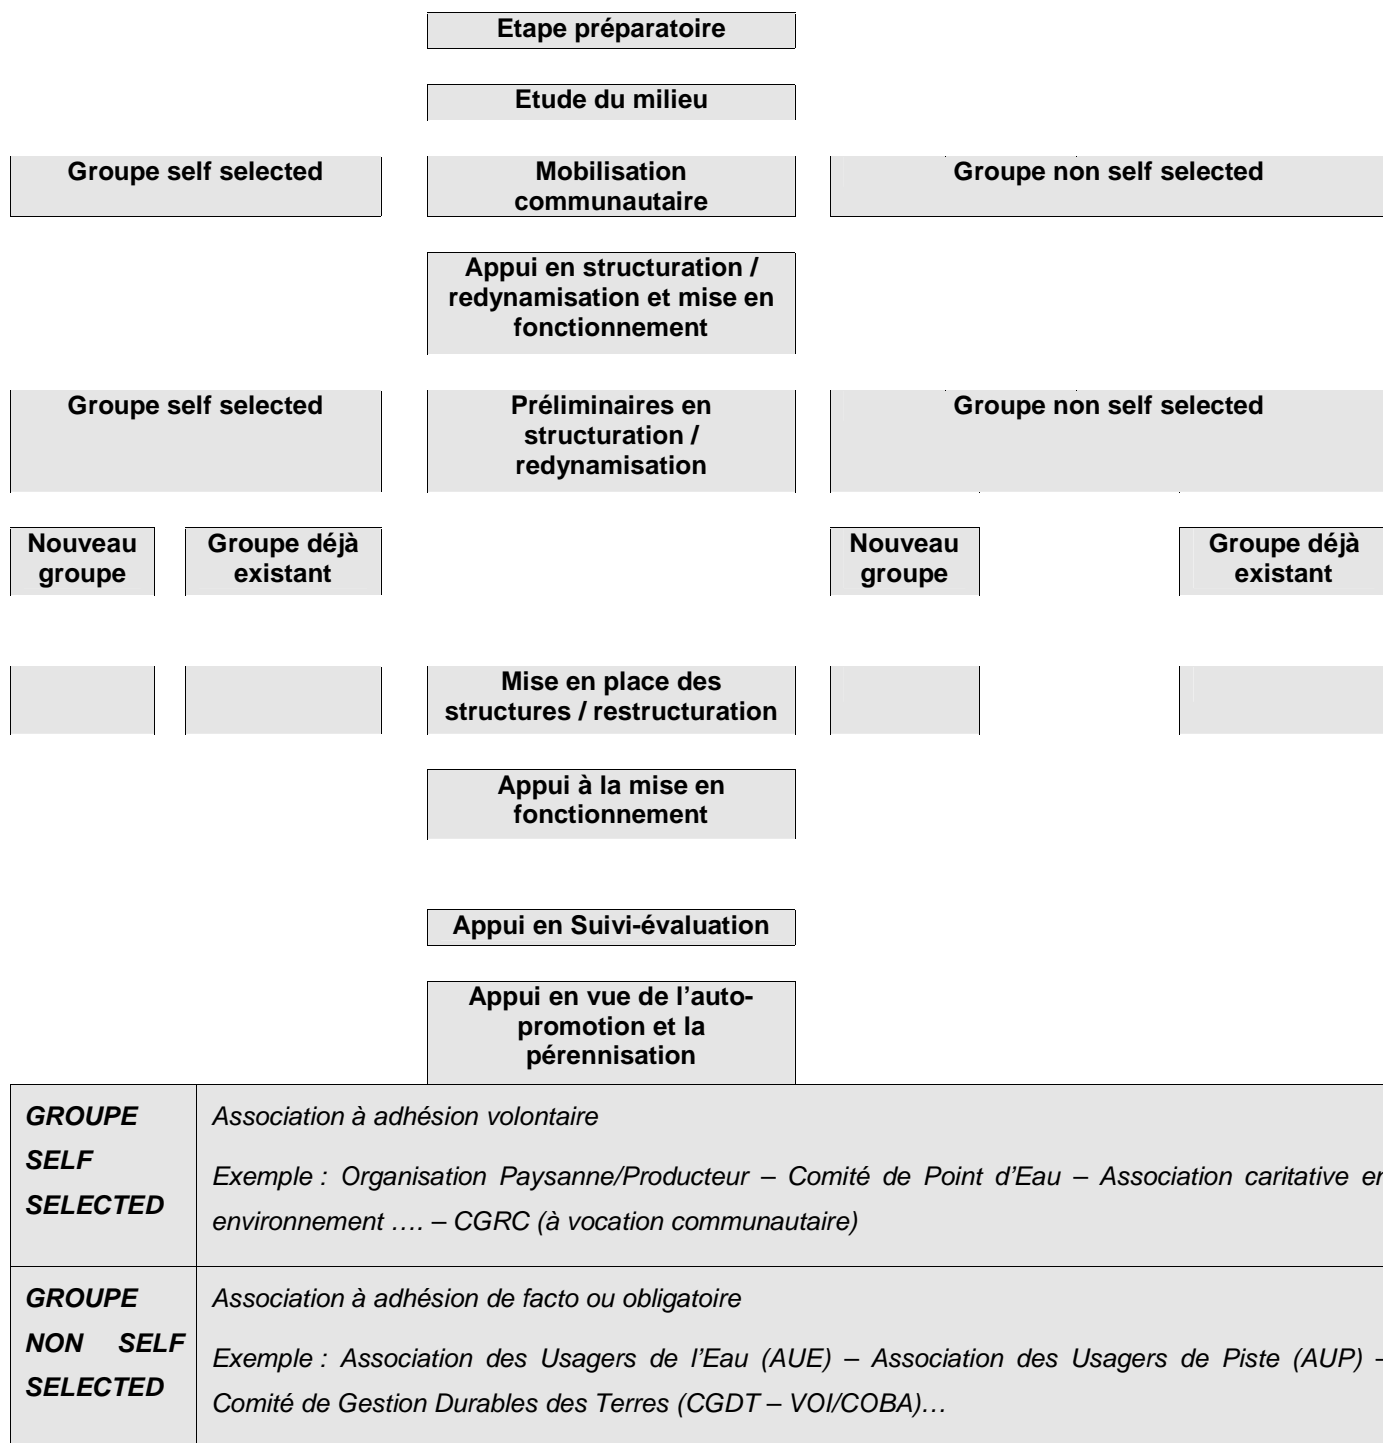 Etape préparatoire
Etude du milieu
Groupe self selected
Mobilisation
communautaire
Groupe non self selected
Appui en structuration /
redynamisation et mise en
fonctionnement
Groupe self selected
Préliminaires en
structuration /
redynamisation
Groupe non self selected
Nouveau
groupe
Groupe déjà
existant
Nouveau
groupe
Groupe déjà
existant
Mise en place des
structures / restructuration
Appui à la mise en
fonctionnement
Appui en Suivi-évaluation
Appui en vue de l’auto-
promotion et la
pérennisation
GROUPE
SELF
SELECTED
Association à adhésion volontaire
Exemple : Organisation Paysanne/Producteur – Comité de Point d’Eau – Association caritative en
environnement …. – CGRC (à vocation communautaire)
GROUPE
NON SELF
SELECTED
Association à adhésion de facto ou obligatoire
Exemple : Association des Usagers de l’Eau (AUE) – Association des Usagers de Piste (AUP) –
Comité de Gestion Durables des Terres (CGDT – VOI/COBA)…